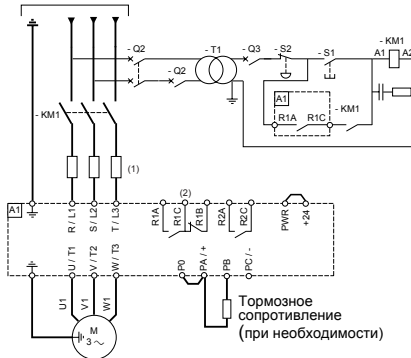 - Q2
- T1
- Q3
- S2
- S1
- KM1
A1
A2
- Q2
- KM1
A1
R1A
R1C
- KM1
(1)
(2)
A1
R / L1
S / L2
T / L3
R1A
R1C
R1B
R2A
R2C
PWR
+24
U / T1
V / T2
W / T3
P0
PA / +
PB
PC / -
U1
V1
W1
M
3 ~
Тормозное
сопротивление
(при необходимости)